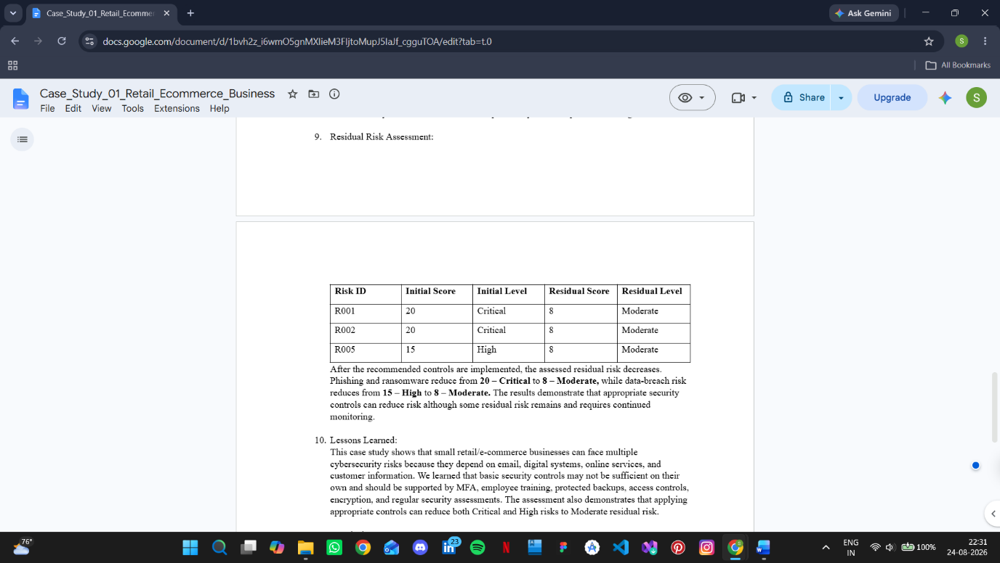 Case_Study_01_Retail_Ecommer
Ask Gemini
docs.google.com/document/d/1bvh2z_i6wmO5gnMXlieM3FljtoMupJ5laJf_cgguTOA/edit?tab=t.0
S
All Bookmarks
Case_Study_01_Retail_Ecommerce_Business
File Edit View Tools Extensions Help
Share
Upgrade
S
9. Residual Risk Assessment:
Risk ID Initial Score Initial Level Residual Score Residual Level
R001 20 Critical 8 Moderate
R002 20 Critical 8 Moderate
R005 15 High 8 Moderate
After the recommended controls are implemented, the assessed residual risk decreases.
Phishing and ransomware reduce from 20 – Critical to 8 – Moderate, while data-breach risk
reduces from 15 – High to 8 – Moderate. The results demonstrate that appropriate security
controls can reduce risk although some residual risk remains and requires continued
monitoring.
10. Lessons Learned:
This case study shows that small retail/e-commerce businesses can face multiple
cybersecurity risks because they depend on email, digital systems, online services, and
customer information. We learned that basic security controls may not be sufficient on their
own and should be supported by MFA, employee training, protected backups, access controls,
encryption, and regular security assessments. The assessment also demonstrates that applying
appropriate controls can reduce both Critical and High risks to Moderate residual risk.
76°
23
ENG
IN
100%
22:31
24-08-2026